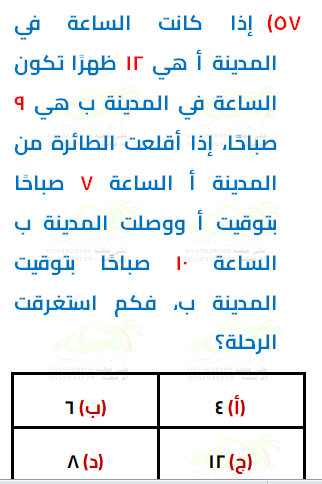 ٥٧) إذا كانت الساعة في
المدينة أ هي ١٢ ظهرًا تكون
الساعة في المدينة ب هي ٩
صباحًا، إذا أقلعت الطائرة من
المدينة أ الساعة ٧ صباحًا
بتوقيت أ ووصلت المدينة ب
الساعة ١٠ صباحًا بتوقيت
المدينة ب، فكم استغرقت
الرحلة؟
(أ) ٤ (ب) ٦
(ج) ١٢ (د) ٨